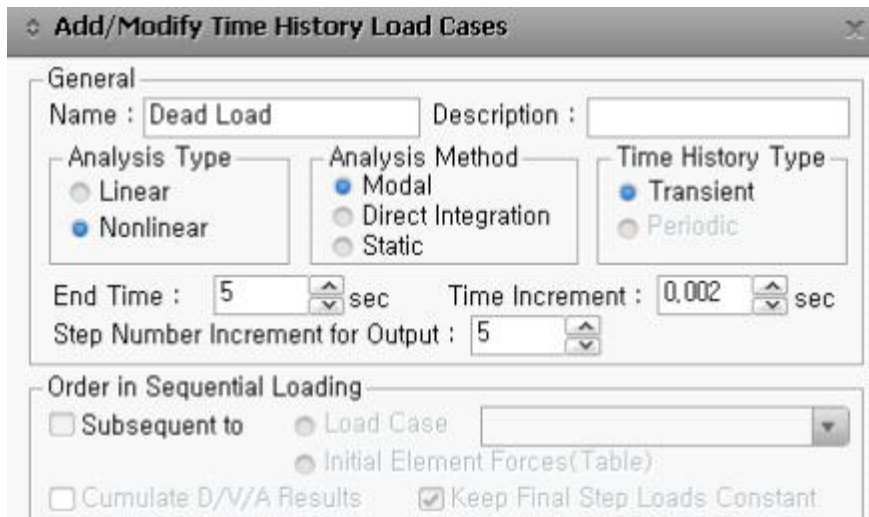 Add/Modify Time History Load Cases
General
Name : Dead Load Description :
Analysis Type Analysis Method Time History Type
Linear Modal Transient
Nonlinear Direct Integration Periodic
Static
End Time : 5 sec Time Increment : 0.002 sec
Step Number Increment for Output : 5
Order in Sequential Loading
Subsequent to Load Case
Initial Element Forces(Table)
Cumulate D/V/A Results Keep Final Step Loads Constant